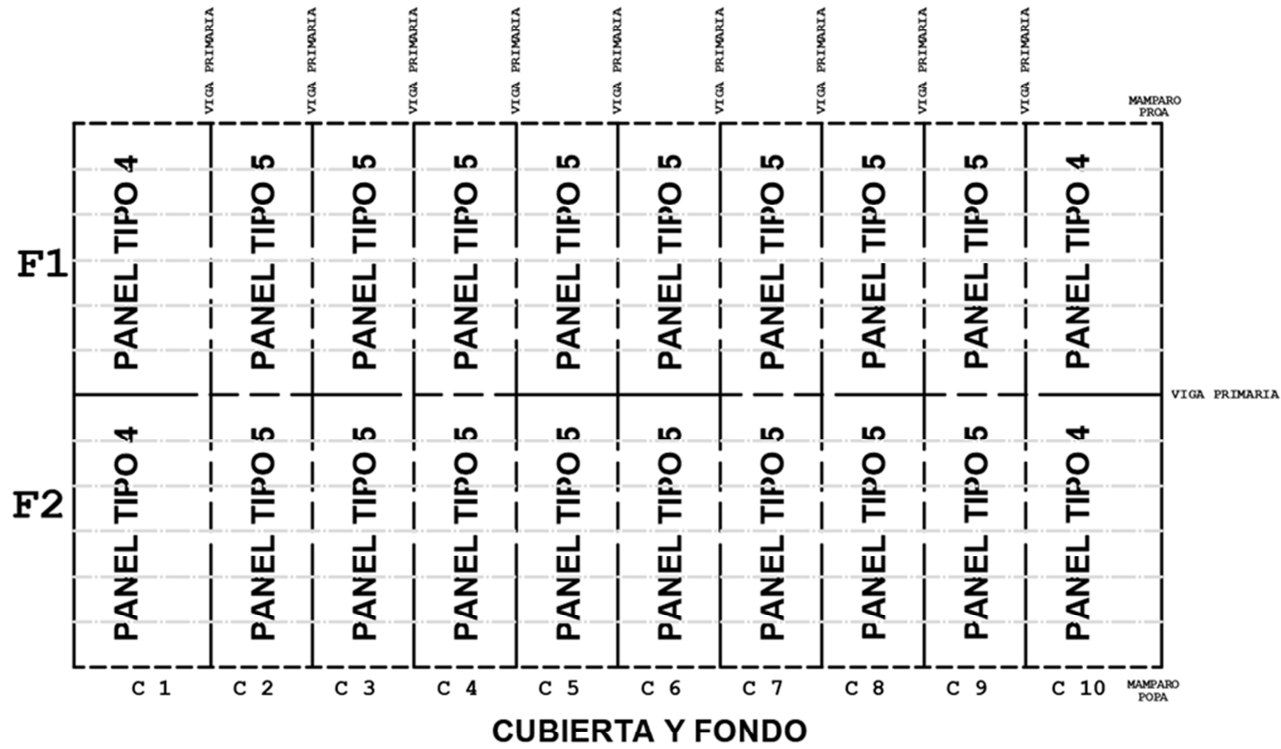 VIGA PRIMARIA
VIGA PRIMARIA
VIGA PRIMARIA
VIGA PRIMARIA
VIGA PRIMARIA
VIGA PRIMARIA
VIGA PRIMARIA
VIGA PRIMARIA
VIGA PRIMARIA
MAMPARO
PROA
F1
PANEL TIPO 4
PANEL TIPO 5
PANEL TIPO 5
PANEL TIPO 5
PANEL TIPO 5
PANEL TIPO 5
PANEL TIPO 5
PANEL TIPO 5
PANEL TIPO 5
PANEL TIPO 4
VIGA PRIMARIA
F2
PANEL TIPO 4
PANEL TIPO 5
PANEL TIPO 5
PANEL TIPO 5
PANEL TIPO 5
PANEL TIPO 5
PANEL TIPO 5
PANEL TIPO 5
PANEL TIPO 5
PANEL TIPO 4
C 1 C 2 C 3 C 4 C 5 C 6 C 7 C 8 C 9 C 10
MAMPARO
POPA
CUBIERTA Y FONDO